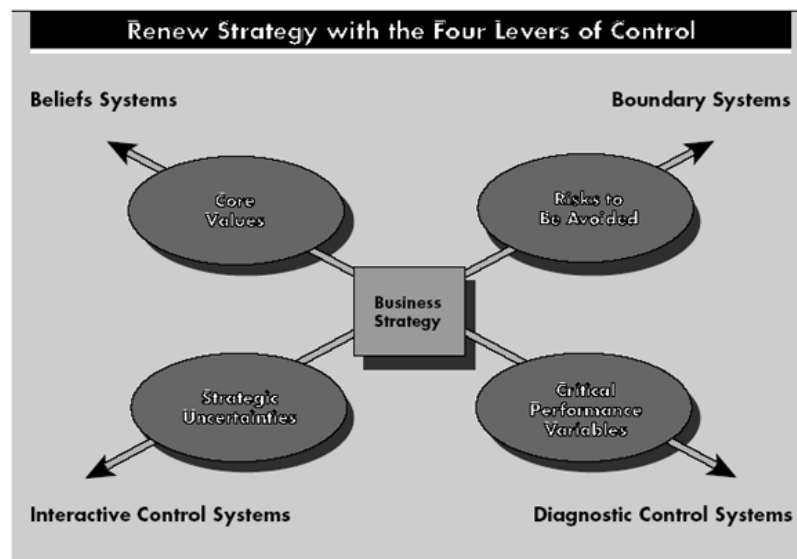 Renew Strategy with the Four Levers of Control
Beliefs Systems
Boundary Systems
Core
Values
Risks to
Be Avoided
Business
Strategy
Strategic
Uncertainties
Critical
Performance
Variables
Interactive Control Systems
Diagnostic Control Systems